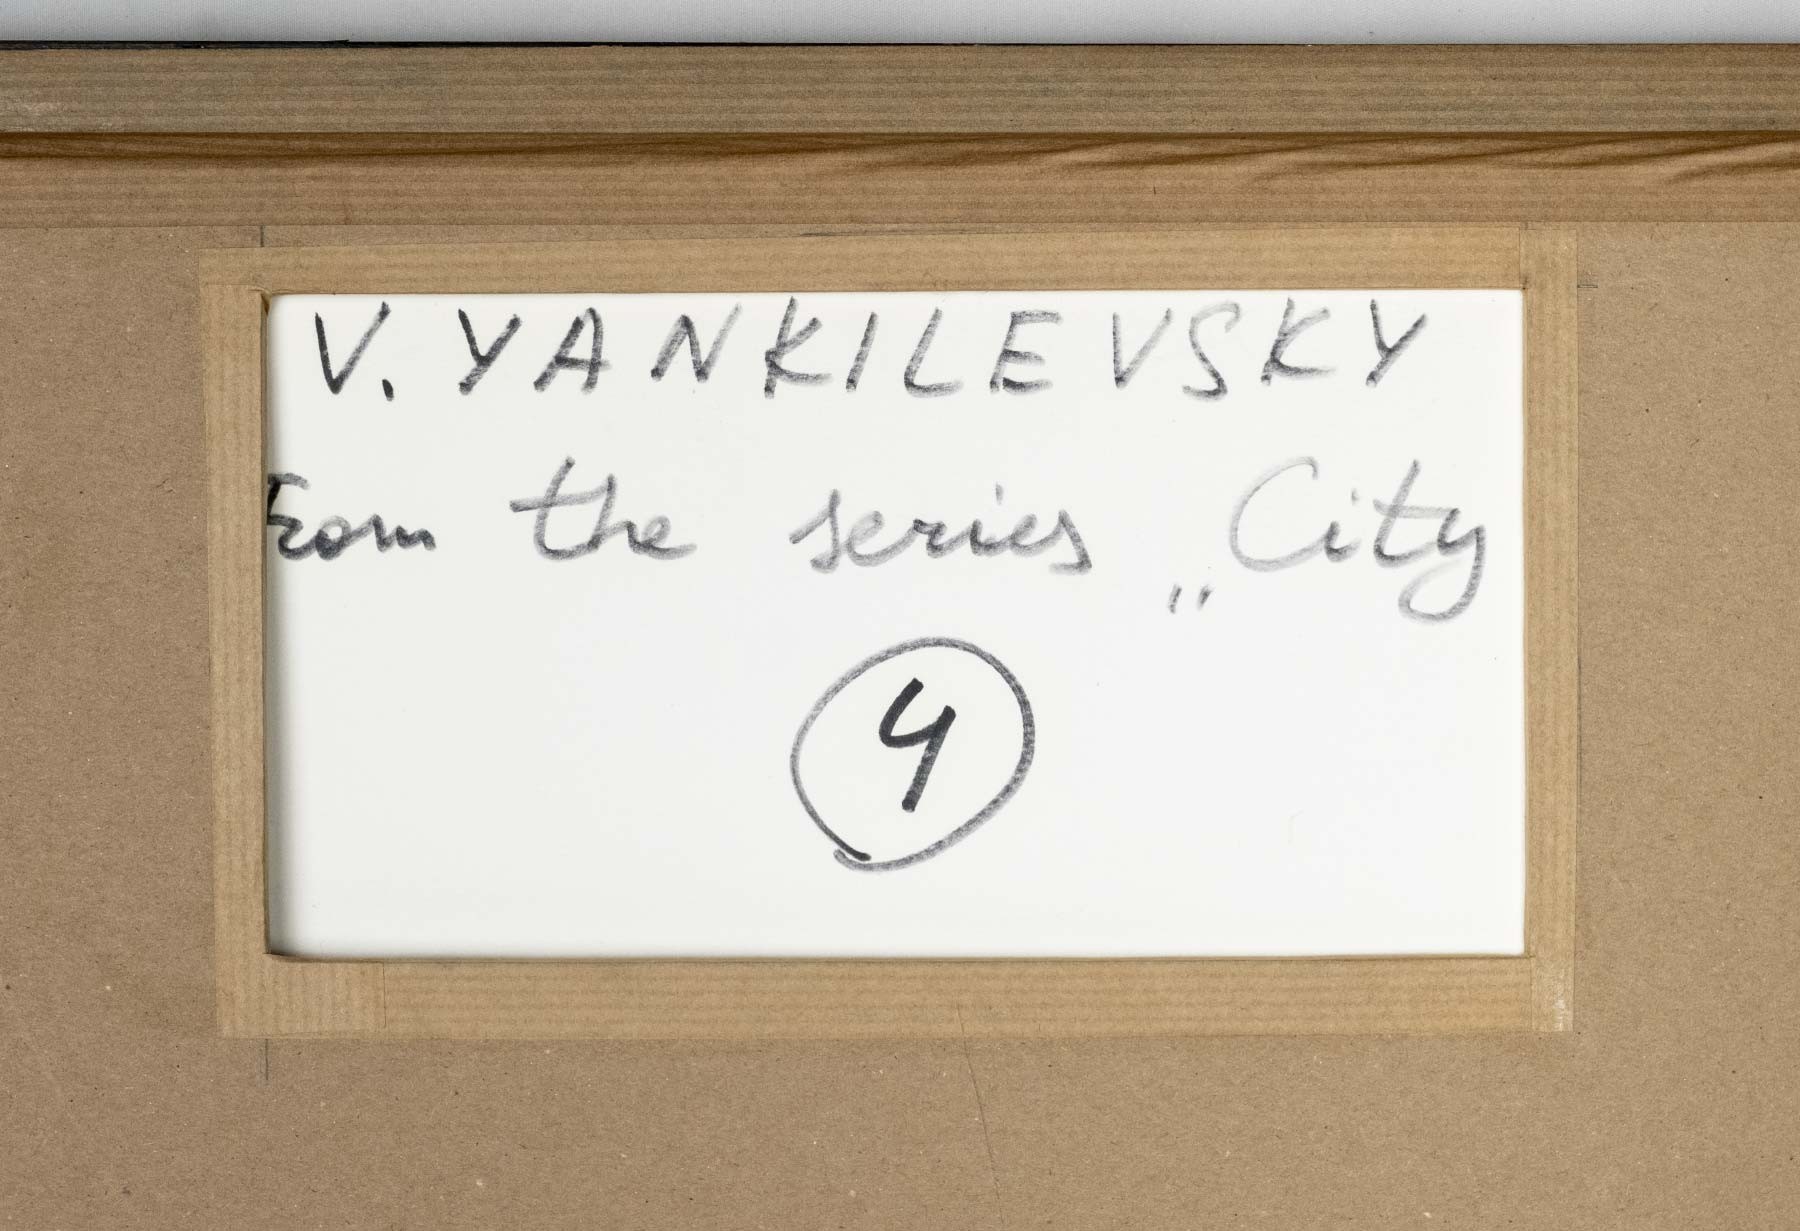 V. YANKILEVSKY
From the series „City
4